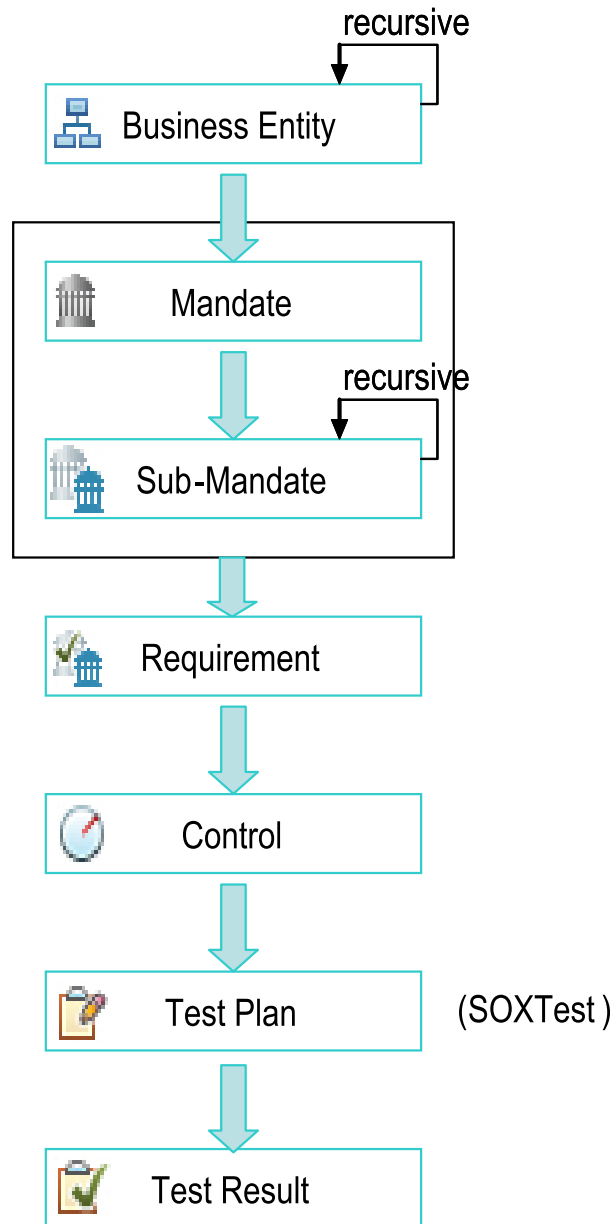 recursive
Business Entity
Mandate
recursive
Sub-Mandate
Requirement
Control
Test Plan
(SOXTest )
Test Result